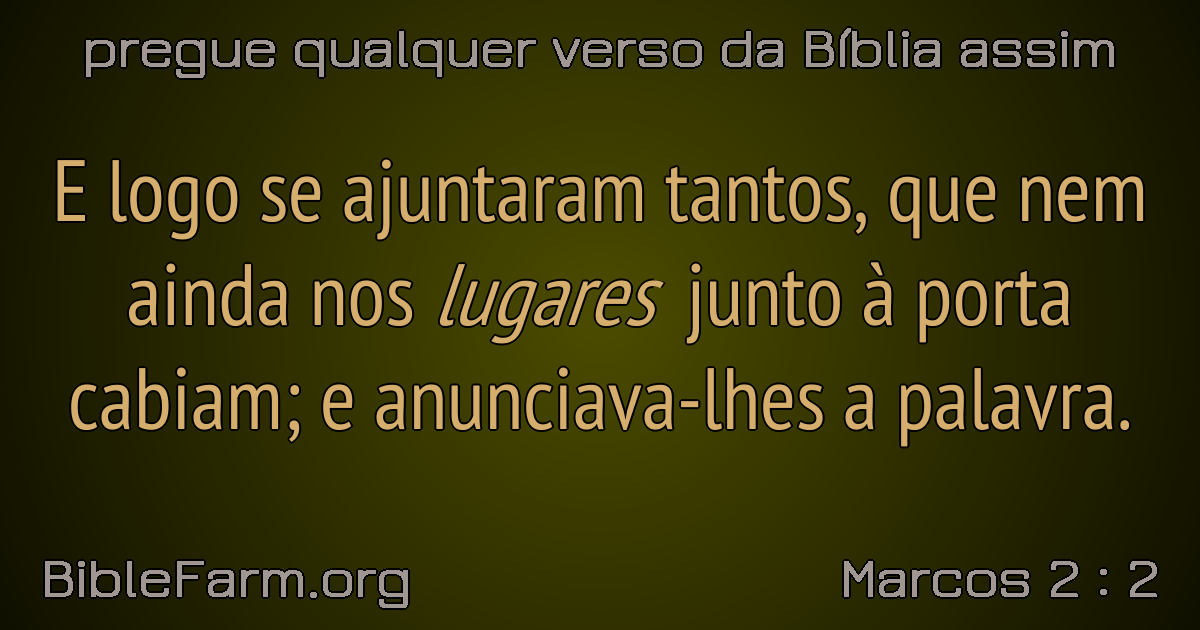 pregue qualquer verso da Bíblia assim
E logo se ajuntaram tantos, que nem
ainda nos lugares junto à porta
cabiam; e anunciava-lhes a palavra.
BibleFarm.org
Marcos 2 : 2